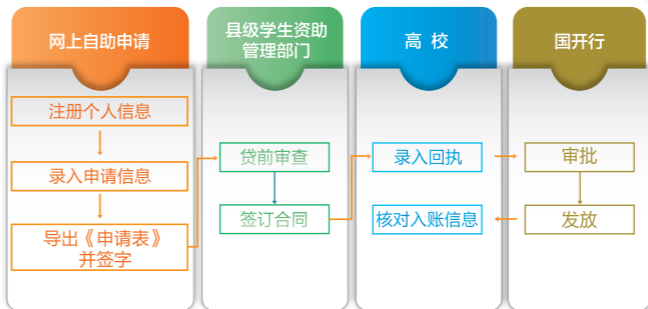 网上自助申请
注册个人信息
录入申请信息
导出《申请表》
并签字
县级学生资助
管理部门
贷前审查
签订合同
高 校
录入回执
核对入账信息
国开行
审批
发放